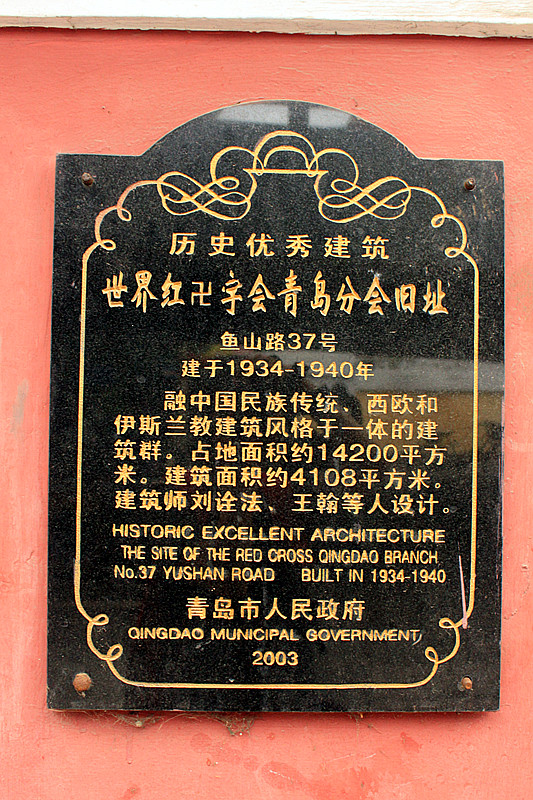 历史优秀建筑
世界红卍字会青岛分会旧址
鱼山路37号
建于1934-1940年
融中国民族传统、西欧和
伊斯兰教建筑风格于一体的建
筑群。占地面积约14200平方
米。建筑面积约4108平方米。
建筑师刘诠法、王翰等人设计。
HISTORIC EXCELLENT ARCHITECTURE
THE SITE OF THE RED CROSS QINGDAO BRANCH
No.37 YUSHAN ROAD BUILT IN 1934-1940
青岛市人民政府
QINGDAO MUNICIPAL GOVERNMENT
2003